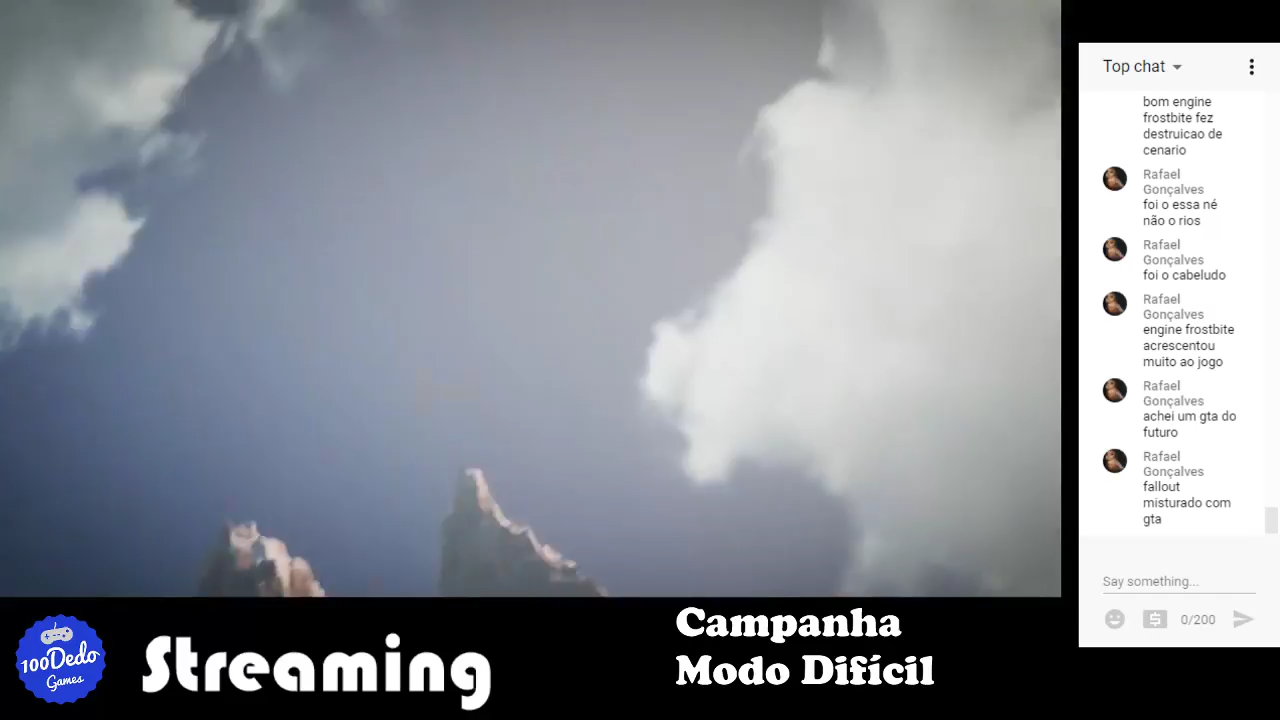 Top chat
bom engine
frostbite fez
destruicao de
cenario
Rafael
Gonçalves
foi o essa né
não o rios
Rafael
Gonçalves
foi o cabeludo
Rafael
Gonçalves
engine frostbite
acrescentou
muito ao jogo
Rafael
Gonçalves
achei um gta do
futuro
Rafael
Gonçalves
fallout
misturado com
gta
Say something...
0/200
100Dedo
Games
Streaming
Campanha
Modo Difícil